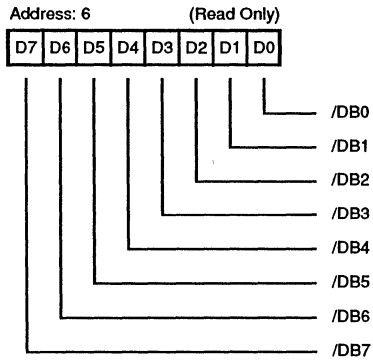 Address: 6 (Read Only)
D7 D6 D5 D4 D3 D2 D1 D0
/DB0
/DB1
/DB2
/DB3
/DB4
/DB5
/DB6
/DB7